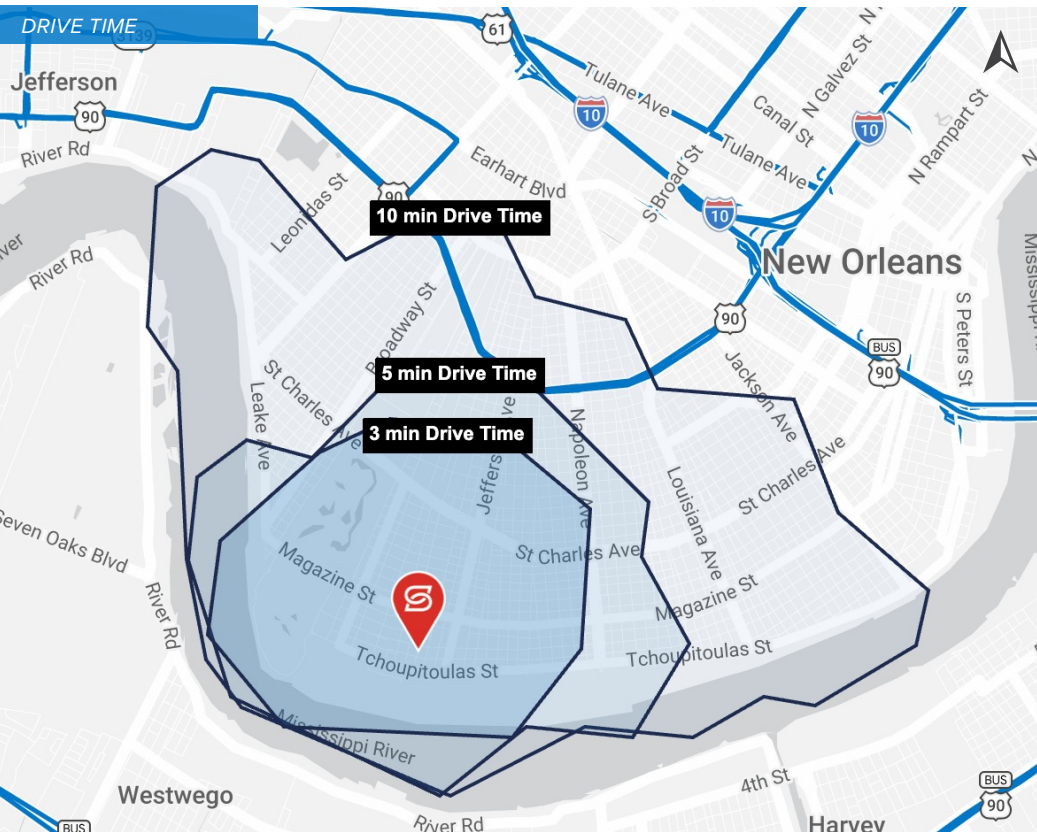 DRIVE TIME
3139
61
Jefferson
90
10
Tulane Ave
Canal St
N Galvez St
10
N Rampart St
River Rd
Earhart Blvd
Tulane Ave
S Broad St
Leonidas St
90
10 min Drive Time
10
River Rd
New Orleans
Broadway St
90
S Peters St
BUS
90
5 min Drive Time
St Charles Ave
Jackson Ave
Leake Ave
3 min Drive Time
Napoleon Ave
St Charles Ave
Louisiana Ave
Seven Oaks Blvd
St Charles Ave
Magazine St
Magazine St
River Rd
Tchoupitoulas St
Tchoupitoulas St
Mississippi River
4th St
Westwego
BUS
90
BUS
River Rd
Harvey